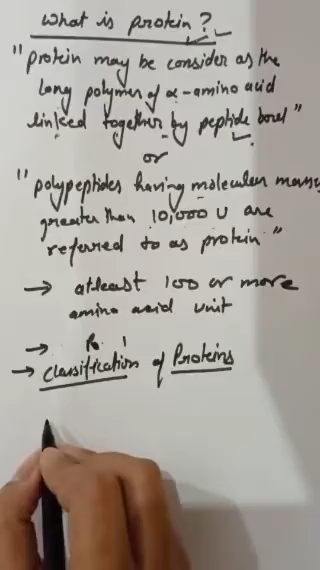 What is protein?
"protein may be consider as the
long polymer of α-amino acid
linked together by peptide bond"
or
"polypeptides having molecular mass
greater than 10,000 U are
referred to as protein."
→ atleast 100 or more
amino acid unit
→
→ Classification of Proteins